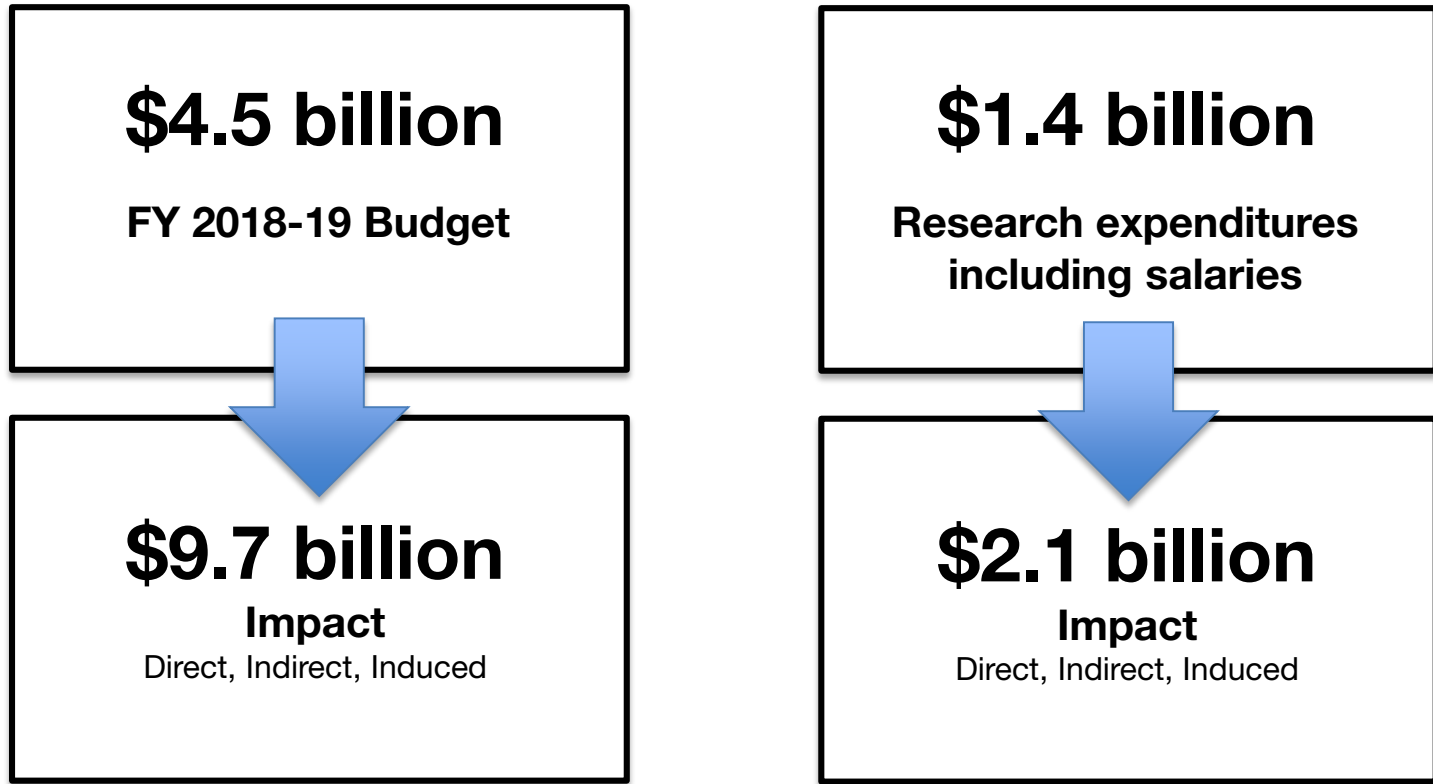 $4.5 billion
FY 2018-19 Budget
$9.7 billion
Impact
Direct, Indirect, Induced
$1.4 billion
Research expenditures
including salaries
$2.1 billion
Impact
Direct, Indirect, Induced